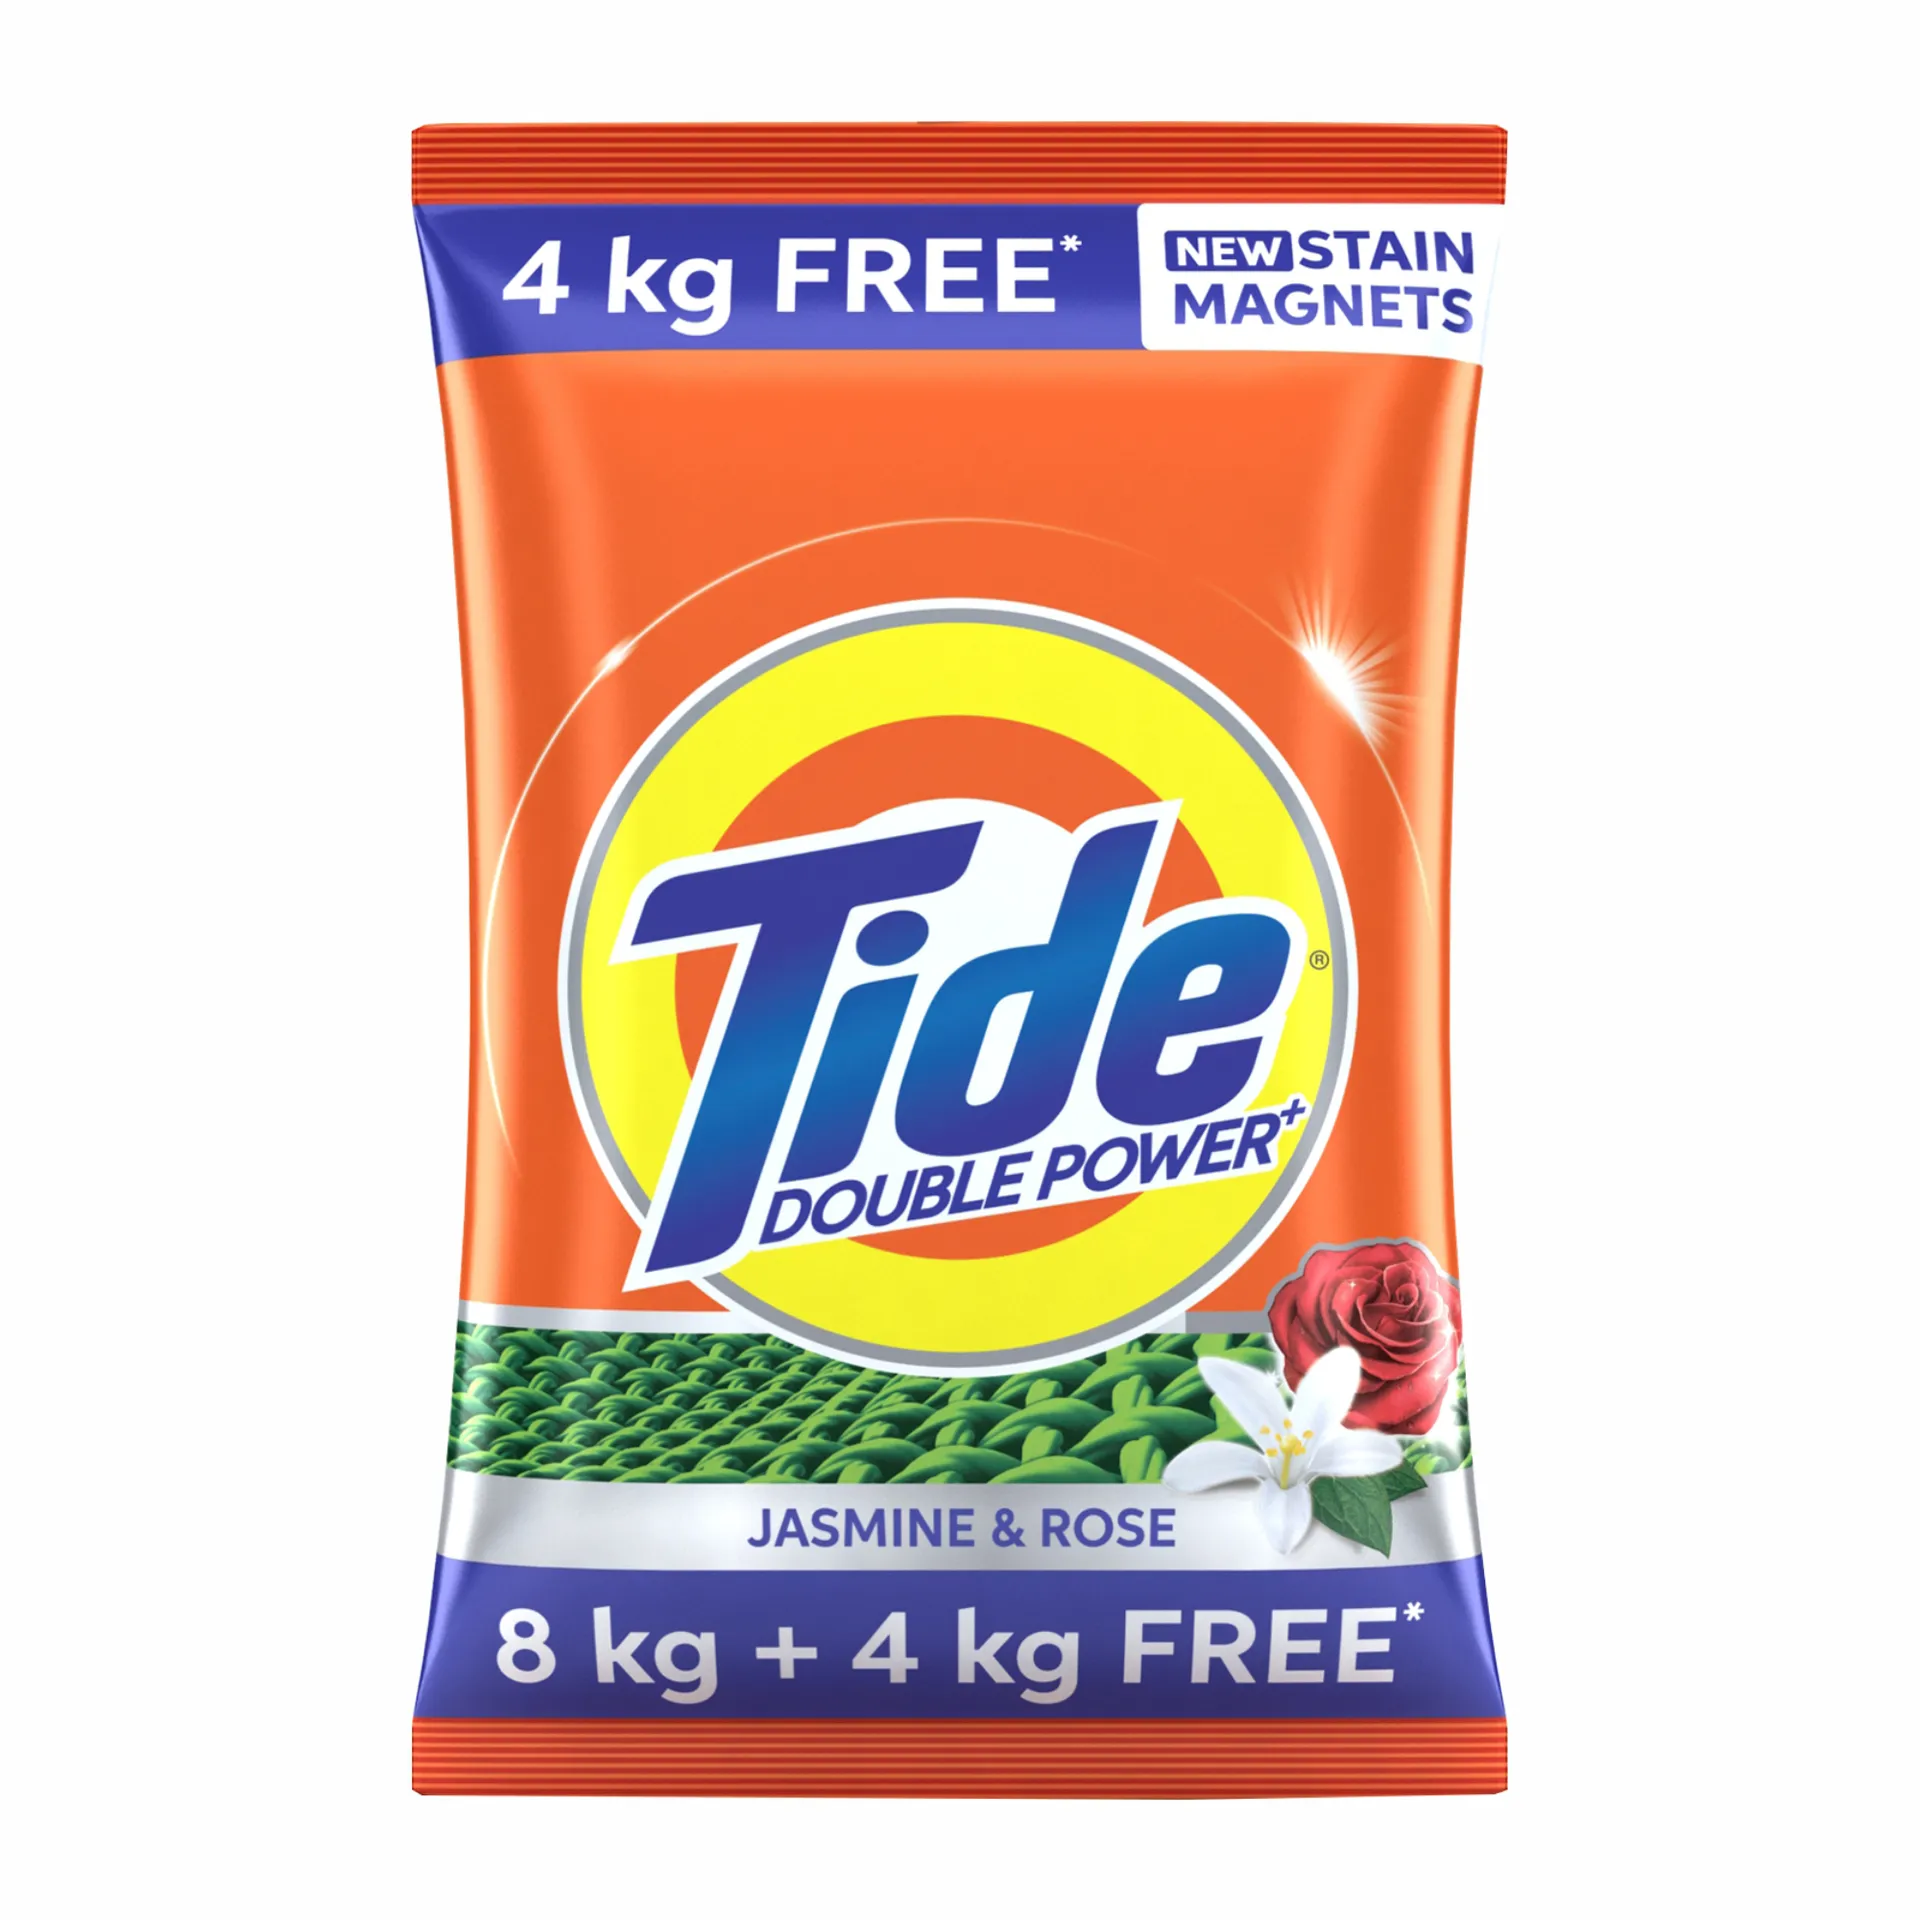 4 kg FREE*
NEW STAIN
MAGNETS
Tide®
DOUBLE POWER+
JASMINE & ROSE
8 kg + 4 kg FREE*